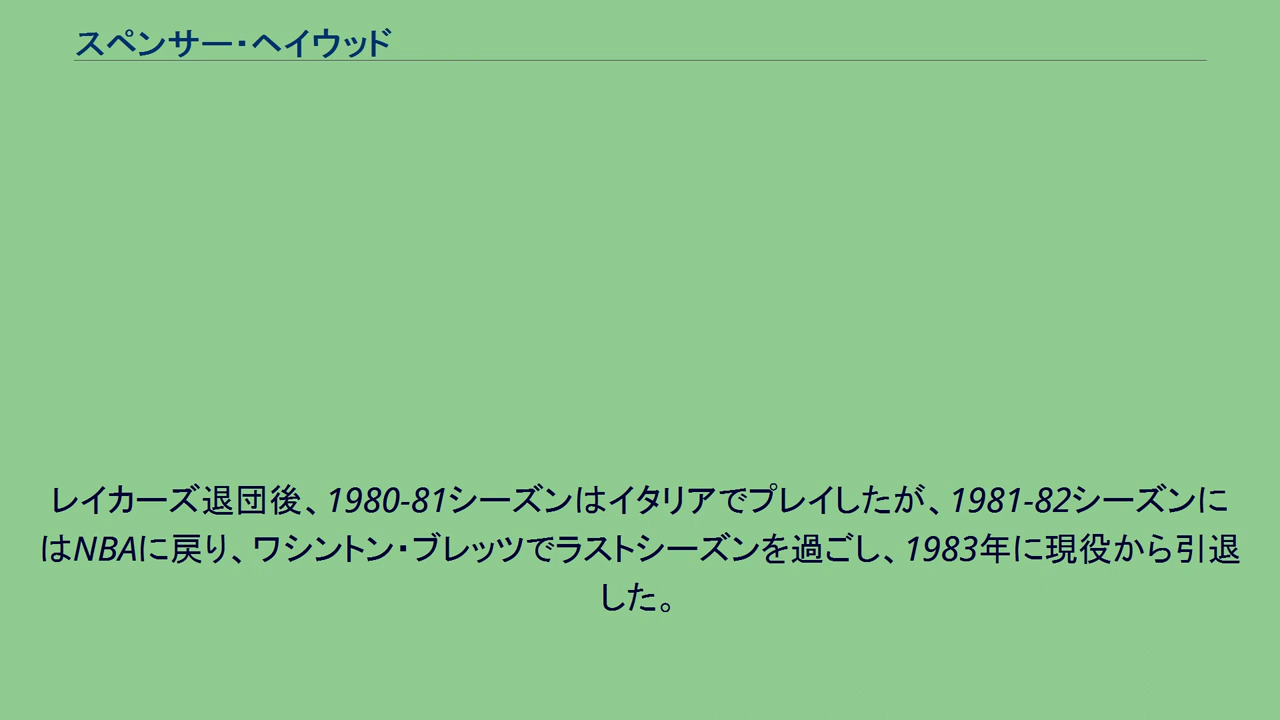 スペンサー・ヘイウッド
レイカーズ退団後、1980-81シーズンはイタリアでプレイしたが、1981-82シーズンに
はNBAに戻り、ワシントン・ブレッツでラストシーズンを過ごし、1983年に現役から引退
した。